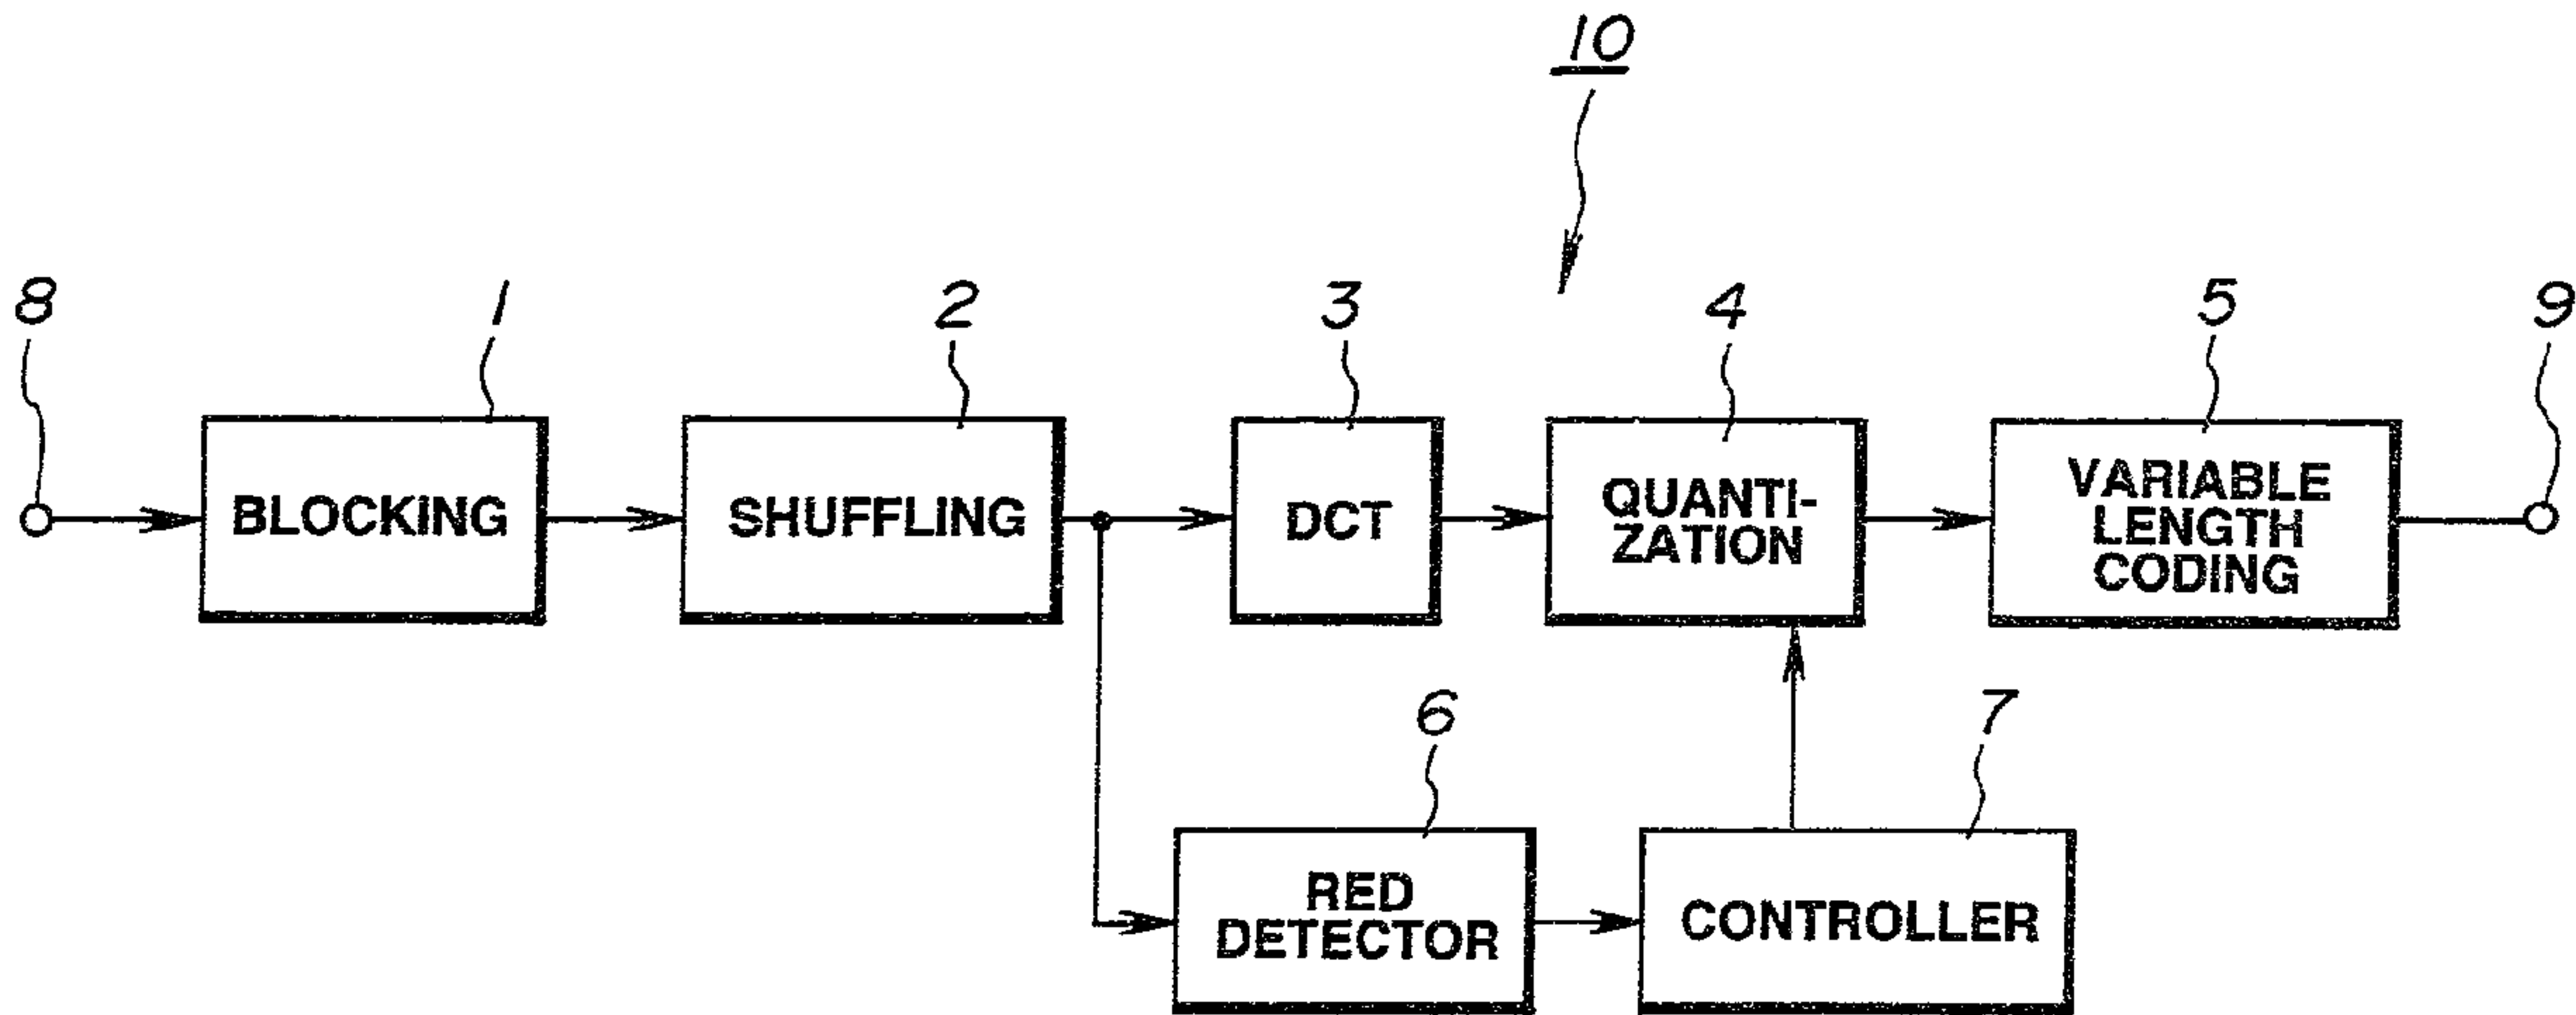 10
8
1
2
3
4
5
9
BLOCKING
SHUFFLING
DCT
QUANTI-
ZATION
VARIABLE
LENGTH
CODING
6
7
RED
DETECTOR
CONTROLLER